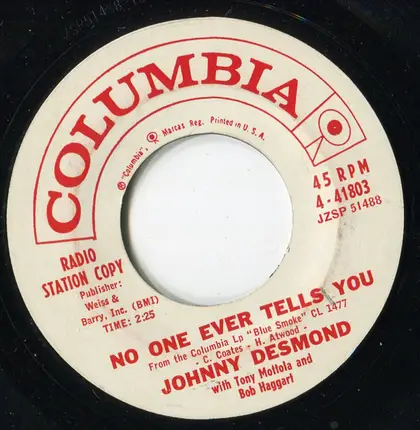 COLUMBIA
® "Columbia", Marcas Reg. Printed in U. S. A.
45 RPM
4-41803
JZSP 51488
RADIO
STATION COPY
Publisher:
Weiss &
Barry, Inc. (BMI)
TIME: 2:25
NO ONE EVER TELLS YOU
From the Columbia Lp "Blue Smoke" CL 1477
- C. Coates - H. Atwood -
JOHNNY DESMOND
with Tony Mottola and
Bob Haggart